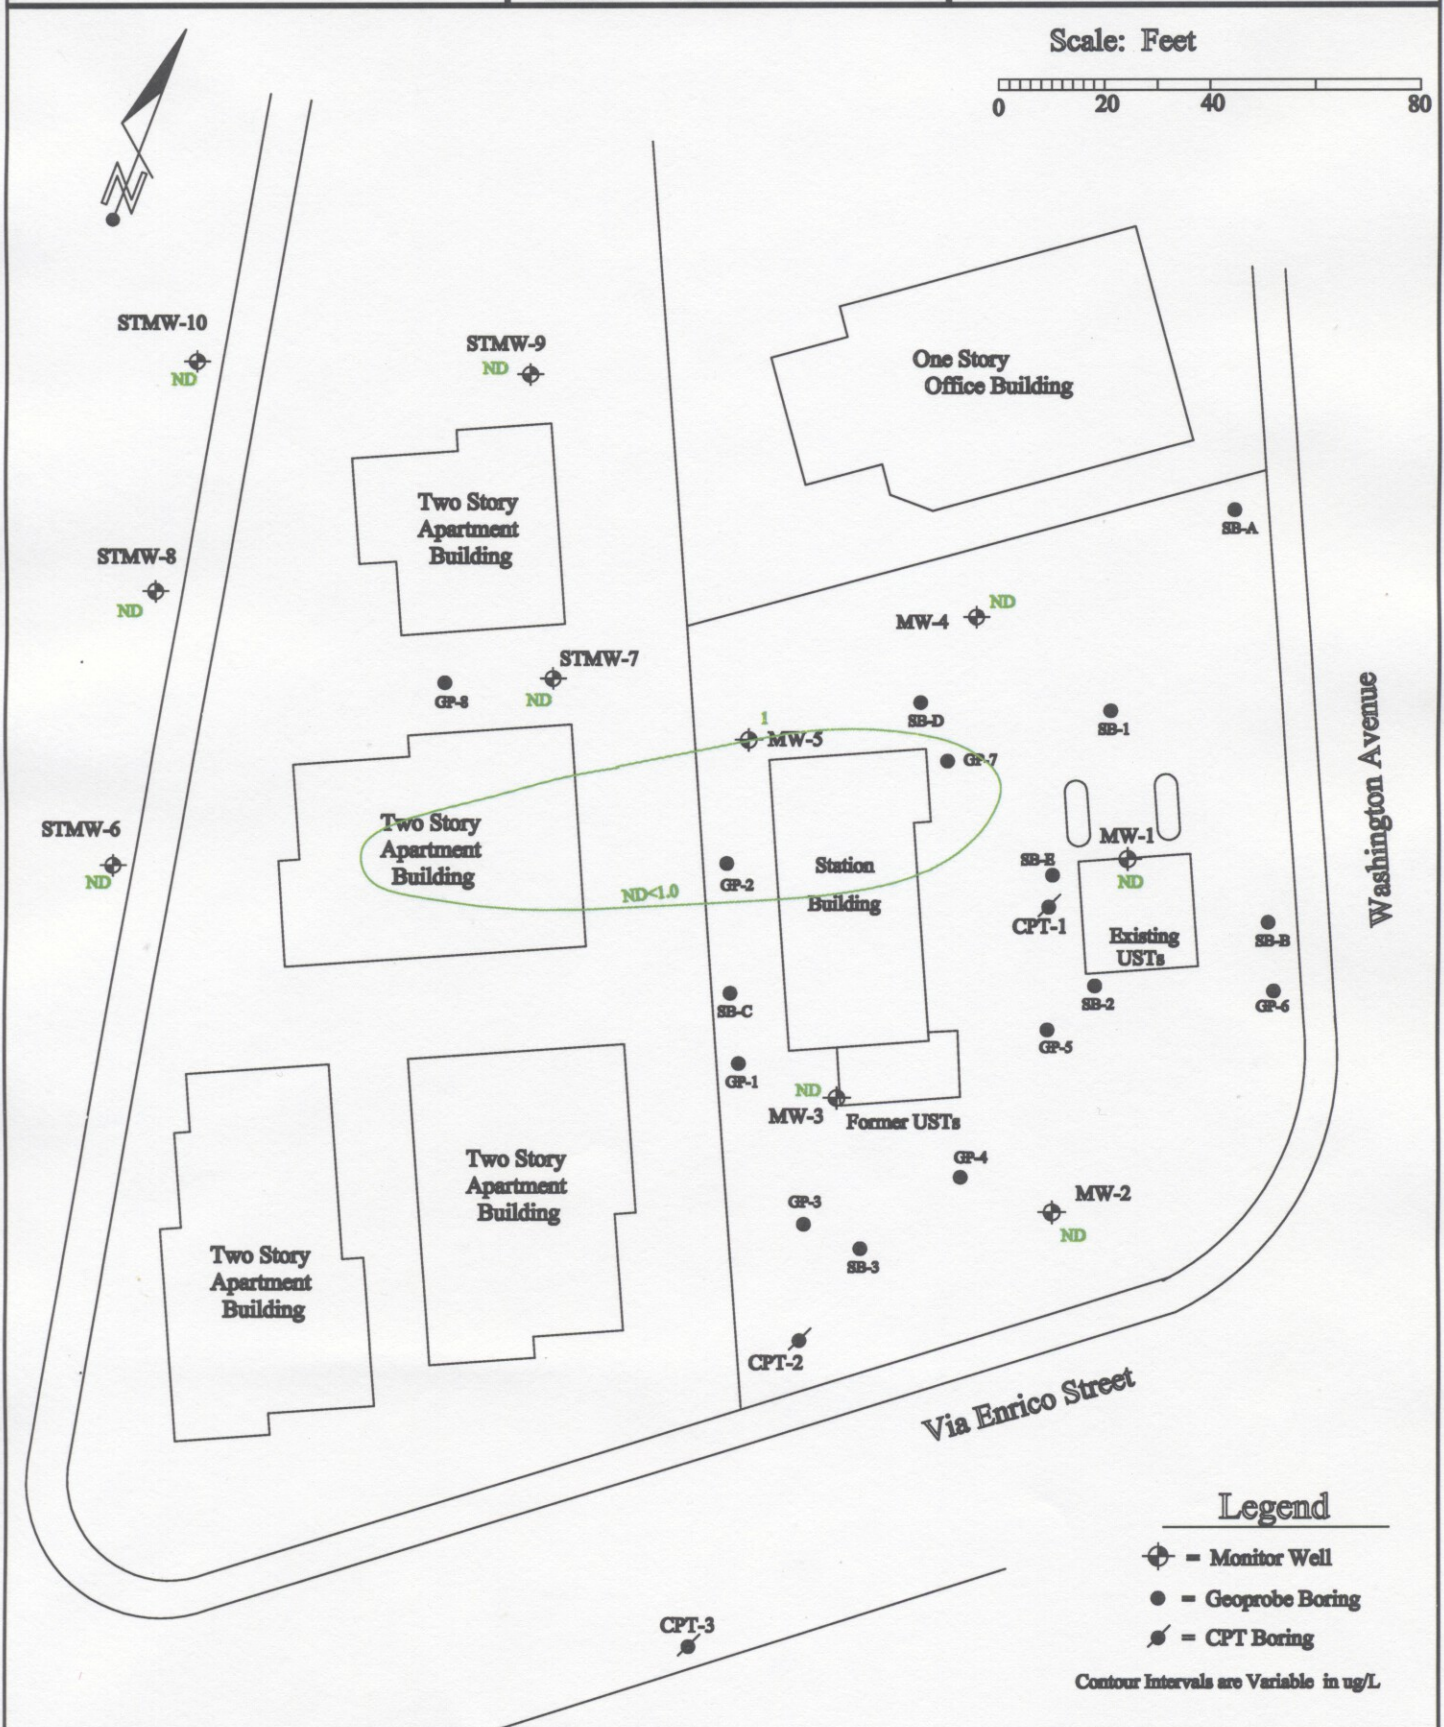 Scale: Feet
0 20 40 80
N
STMW-10
ND
STMW-9
ND
One Story
Office Building
Two Story
Apartment
Building
SB-A
STMW-8
ND
MW-4
ND
STMW-7
ND
GP-8
1
MW-5
SB-D
GP-7
SB-1
Washington Avenue
STMW-6
ND
Two Story
Apartment
Building
ND<1.0
GP-2
Station
Building
SB-E
MW-1
ND
CPT-1
Existing
USTs
SB-B
SB-2
GP-6
GP-5
SB-C
GP-1
ND
MW-3
Former USTs
GP-4
GP-3
SB-3
MW-2
ND
Two Story
Apartment
Building
Two Story
Apartment
Building
CPT-2
Via Enrico Street
CPT-3
Legend
= Monitor Well
= Geoprobe Boring
= CPT Boring
Contour Intervals are Variable in ug/L